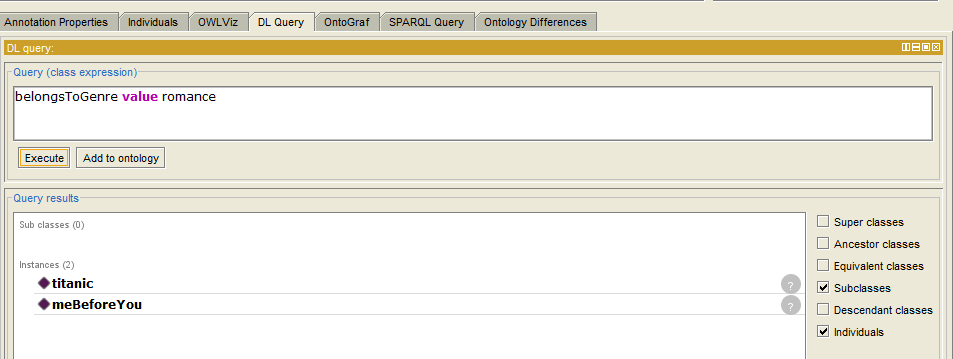 Annotation Properties Individuals OWLViz DL Query OntoGraf SPARQL Query Ontology Differences
DL query:
Query (class expression)
belongsToGenre value romance
Execute Add to ontology
Query results
Sub classes (0)
Instances (2)
titanic ?
meBeforeYou ?
Super classes
Ancestor classes
Equivalent classes
Subclasses
Descendant classes
Individuals